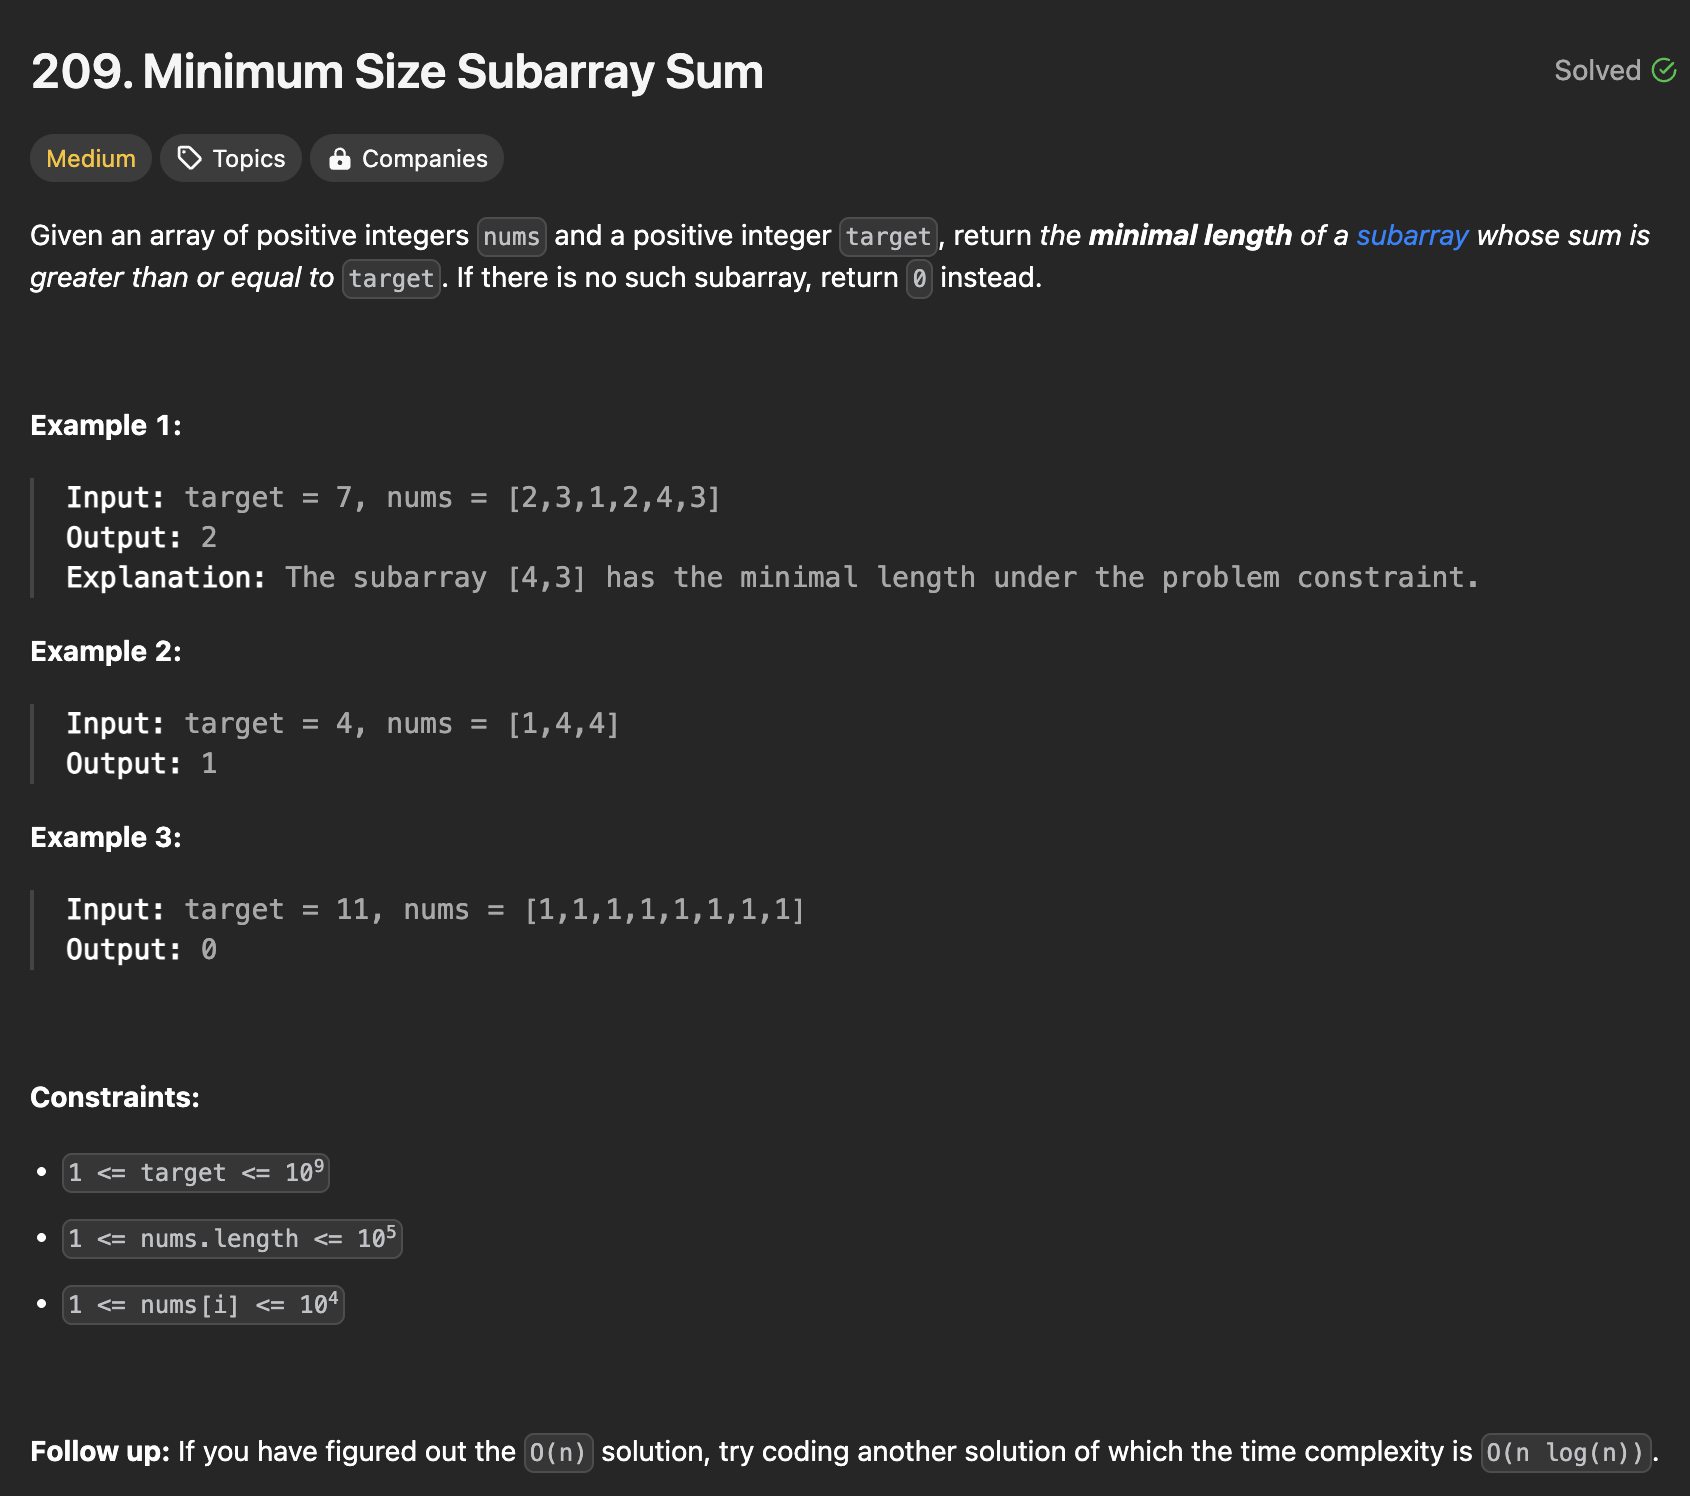 209. Minimum Size Subarray Sum
Solved
Medium Topics Companies
Given an array of positive integers nums and a positive integer target, return the minimal length of a subarray whose sum is
greater than or equal to target. If there is no such subarray, return 0 instead.
Example 1:
Input: target = 7, nums = [2,3,1,2,4,3]
Output: 2
Explanation: The subarray [4,3] has the minimal length under the problem constraint.
Example 2:
Input: target = 4, nums = [1,4,4]
Output: 1
Example 3:
Input: target = 11, nums = [1,1,1,1,1,1,1,1]
Output: 0
Constraints:
• 1 <= target <= 10⁹
• 1 <= nums.length <= 10⁵
• 1 <= nums[i] <= 10⁴
Follow up: If you have figured out the O(n) solution, try coding another solution of which the time complexity is O(n log(n)).